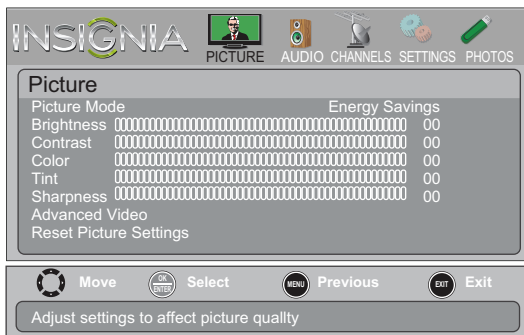 INSIGNIA PICTURE AUDIO CHANNELS SETTINGS PHOTOS
Picture
Picture Mode Energy Savings
Brightness 00
Contrast 00
Color 00
Tint 00
Sharpness 00
Advanced Video
Reset Picture Settings
Move OK ENTER Select MENU Previous EXIT Exit
Adjust settings to affect picture quallty